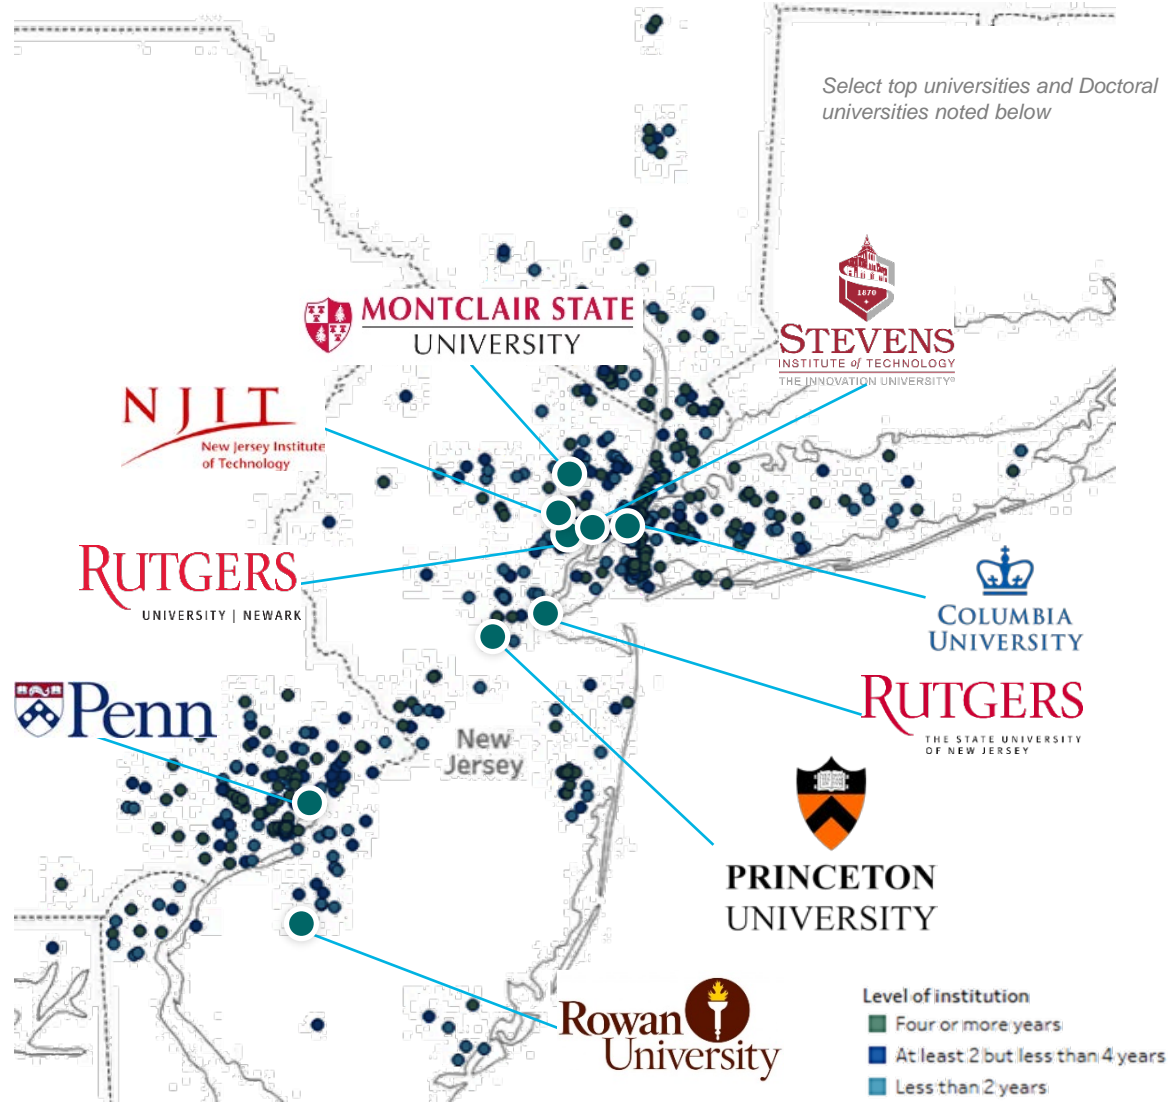 Select top universities and Doctoral
universities noted below
1870
STEVENS
INSTITUTE of TECHNOLOGY
THE INNOVATION UNIVERSITY®
MONTCLAIR STATE
UNIVERSITY
NJIT
New Jersey Institute
of Technology
RUTGERS
UNIVERSITY | NEWARK
COLUMBIA
UNIVERSITY
Penn
RUTGERS
THE STATE UNIVERSITY
OF NEW JERSEY
New
Jersey
PRINCETON
UNIVERSITY
Rowan
University
Level of institution
Four or more years
At least 2 but less than 4 years
Less than 2 years